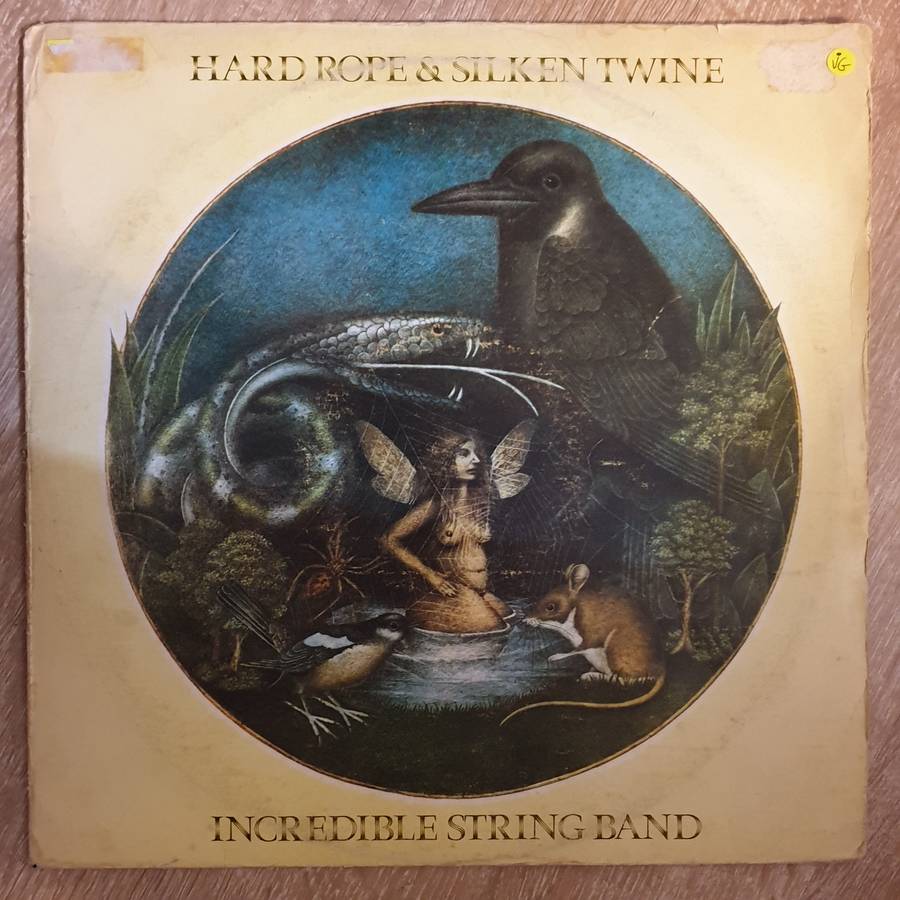 HARD ROPE & SILKEN TWINE
VG
INCREDIBLE STRING BAND